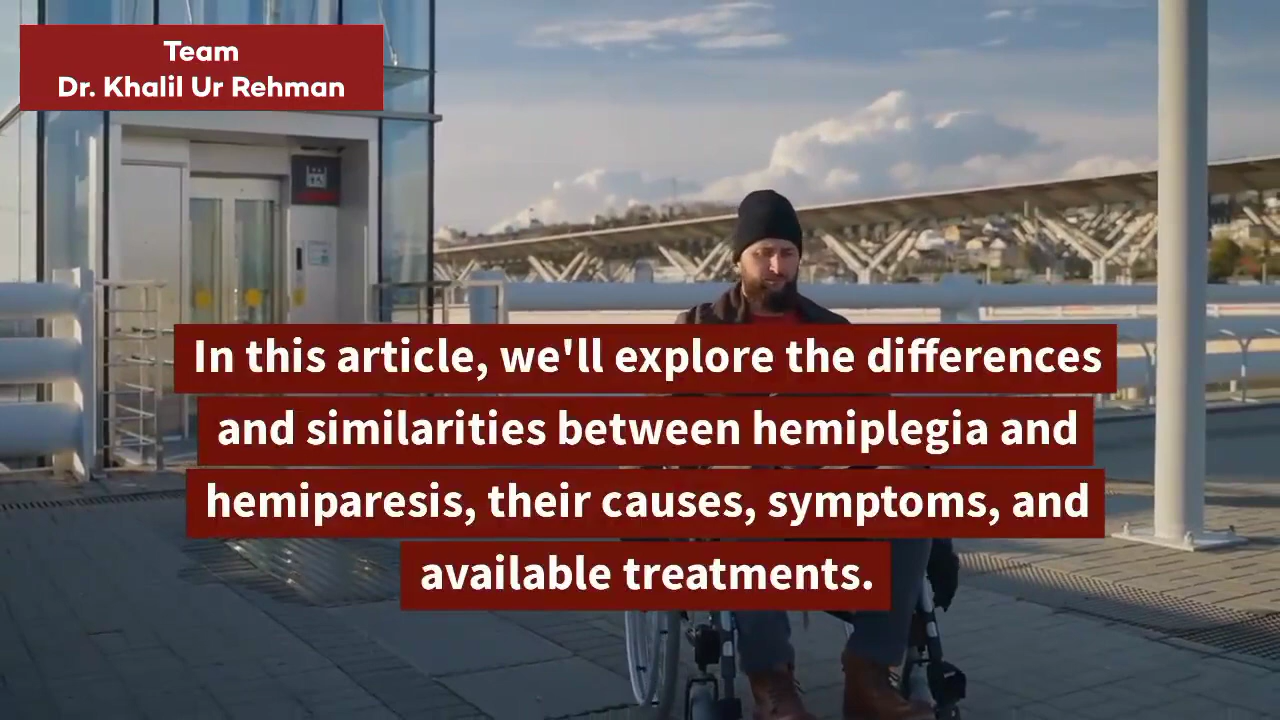 Team
Dr. Khalil Ur Rehman
In this article, we'll explore the differences
and similarities between hemiplegia and
hemiparesis, their causes, symptoms, and
available treatments.